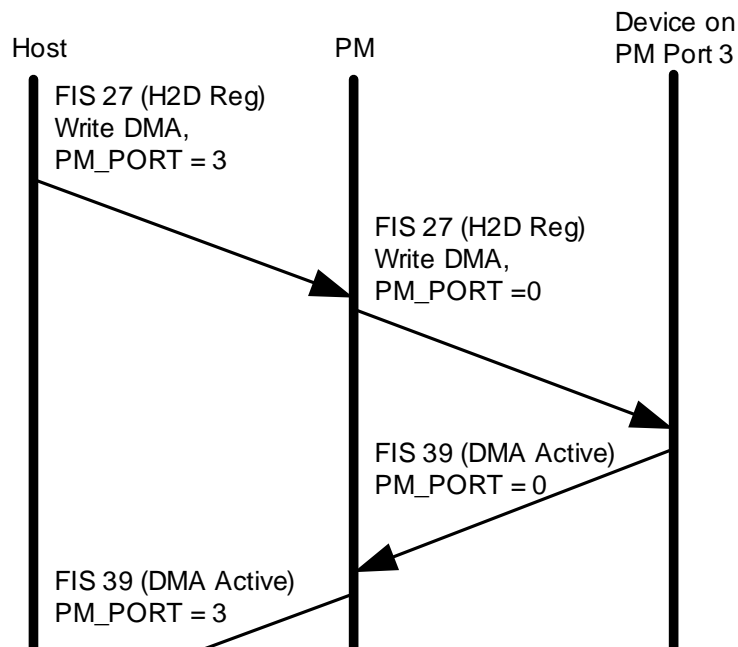 Host
PM
Device on
PM Port 3
FIS 27 (H2D Reg)
Write DMA,
PM_PORT = 3
FIS 27 (H2D Reg)
Write DMA,
PM_PORT =0
FIS 39 (DMA Active)
PM_PORT = 0
FIS 39 (DMA Active)
PM_PORT = 3